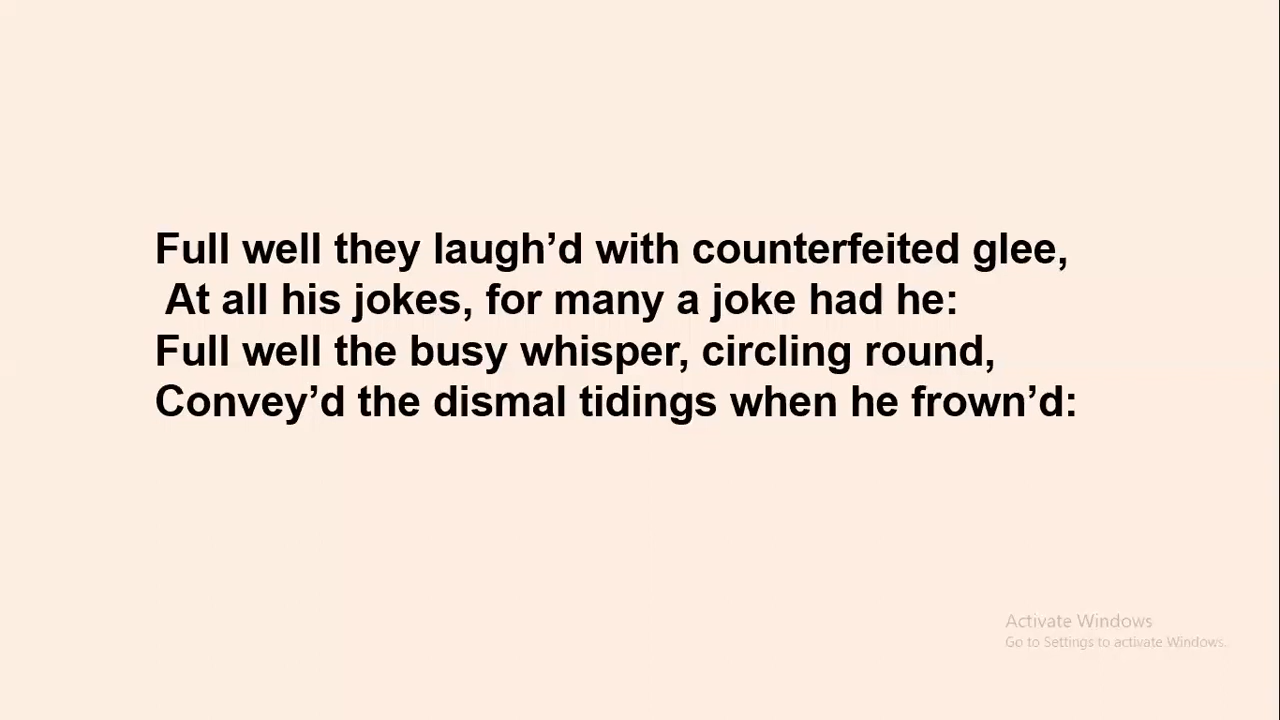 Full well they laugh’d with counterfeited glee,
At all his jokes, for many a joke had he:
Full well the busy whisper, circling round,
Convey’d the dismal tidings when he frown’d:
Activate Windows
Go to Settings to activate Windows.